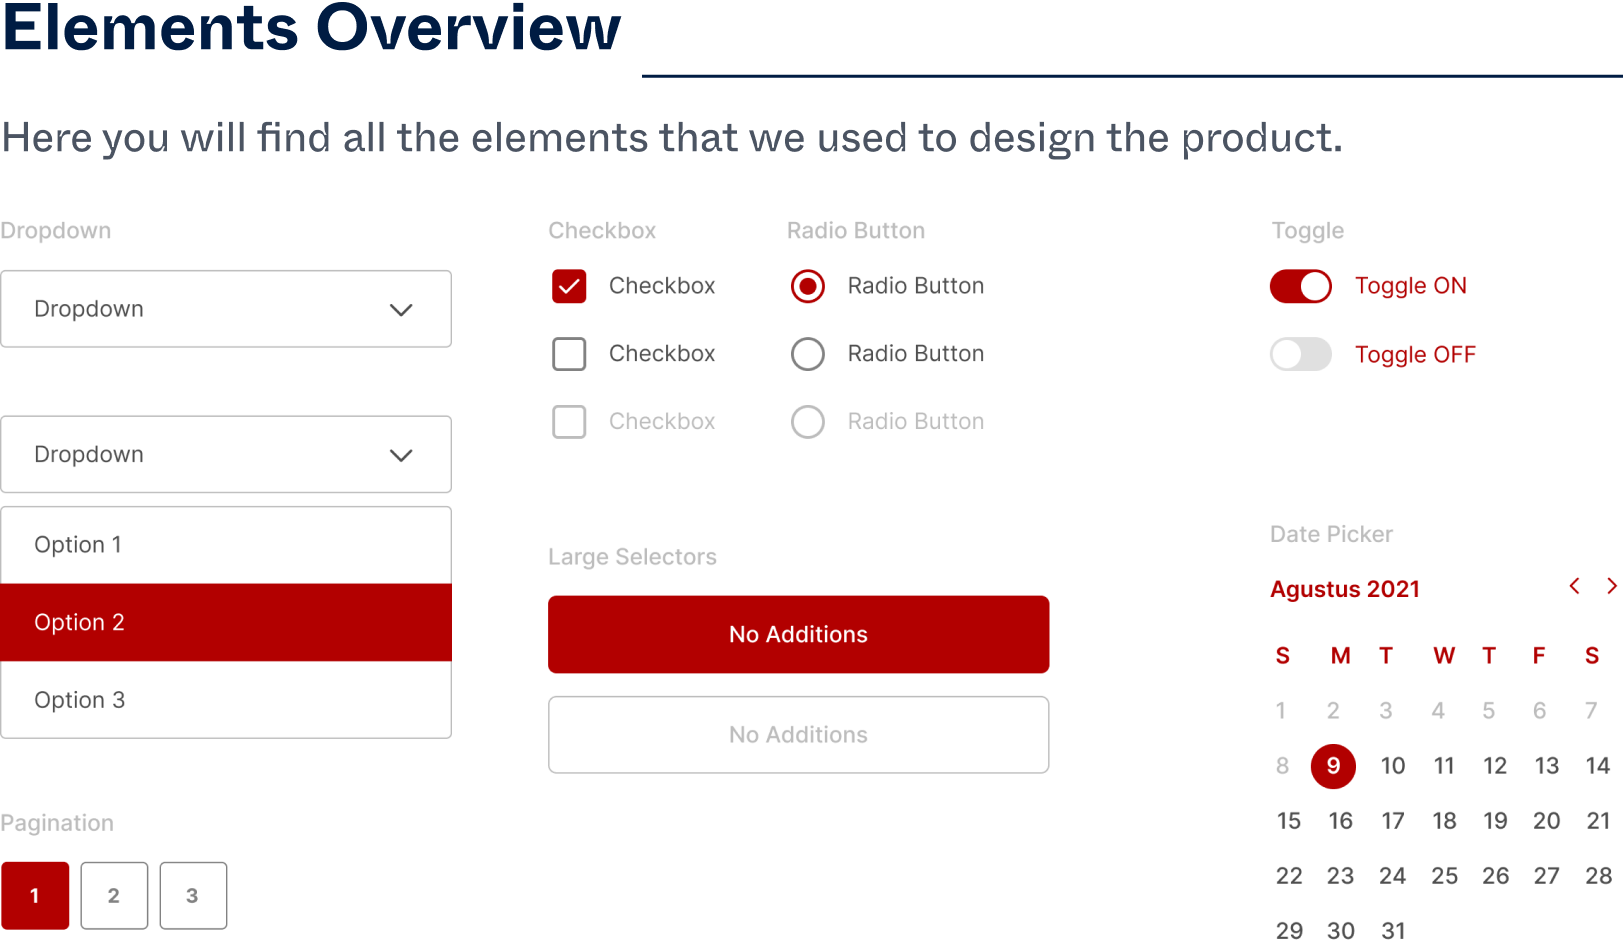 Elements Overview
Here you will find all the elements that we used to design the product.
Dropdown
Dropdown
Dropdown
Option 1
Option 2
Option 3
Pagination
1 2 3
Checkbox
Checkbox
Checkbox
Checkbox
Radio Button
Radio Button
Radio Button
Radio Button
Large Selectors
No Additions
No Additions
Toggle
Toggle ON
Toggle OFF
Date Picker
Agustus 2021
S M T W T F S
1 2 3 4 5 6 7
8 9 10 11 12 13 14
15 16 17 18 19 20 21
22 23 24 25 26 27 28
29 30 31